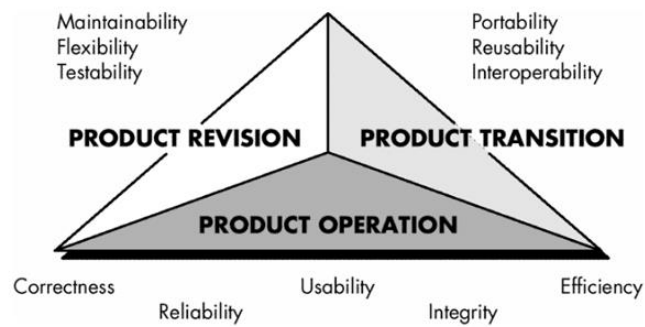 Maintainability
Flexibility
Testability
Portability
Reusability
Interoperability
PRODUCT REVISION
PRODUCT TRANSITION
PRODUCT OPERATION
Correctness
Usability
Efficiency
Reliability
Integrity